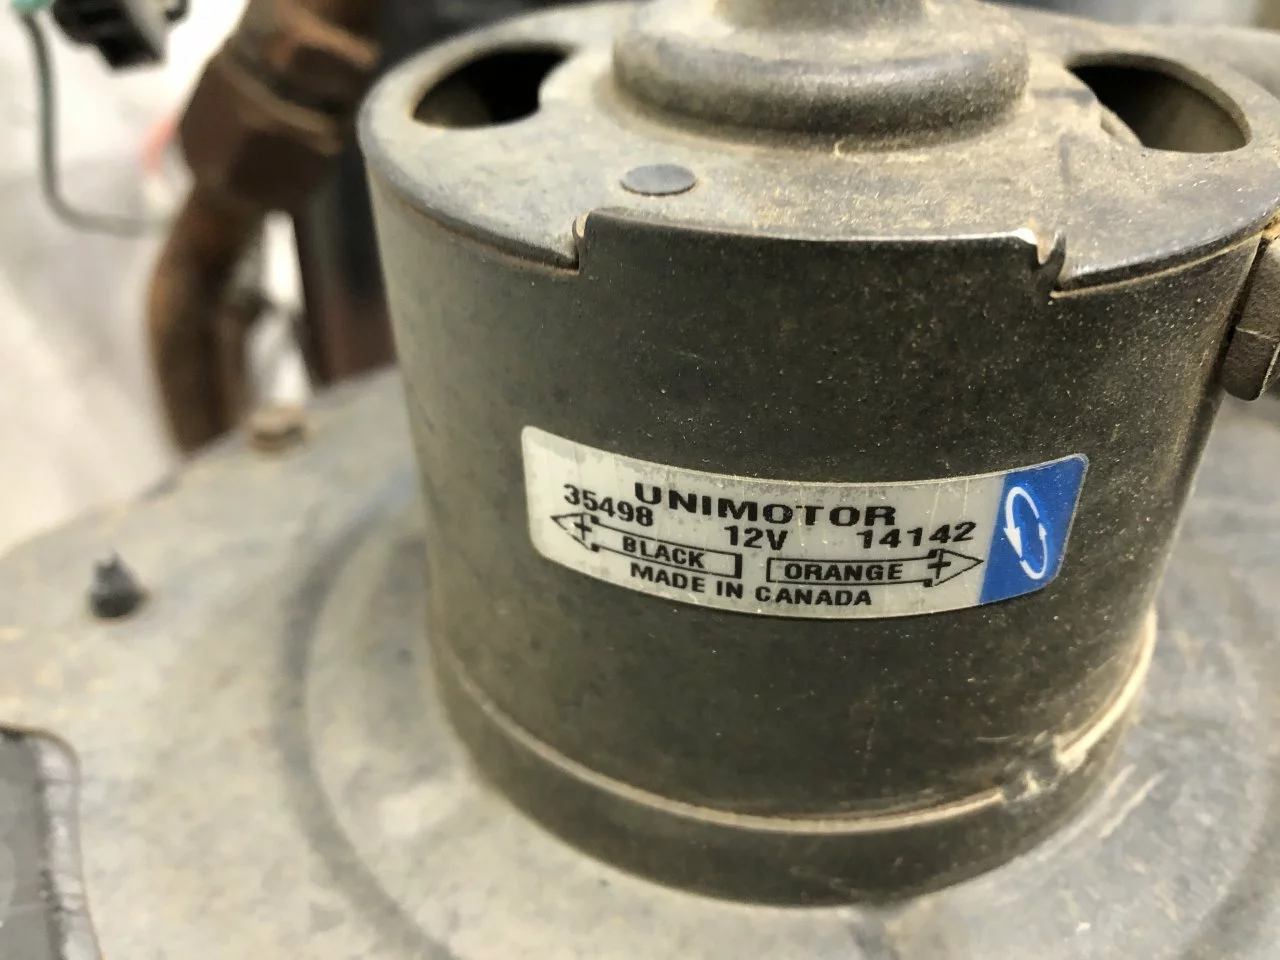 UNIMOTOR
35498 12V 14142
+ BLACK ORANGE +
MADE IN CANADA